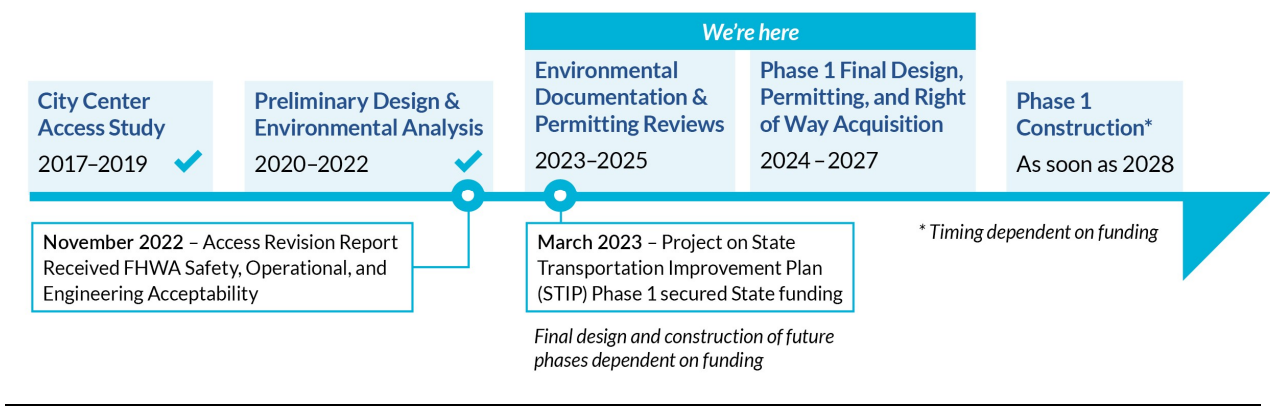 We're here
City Center
Access Study
2017–2019
Preliminary Design &
Environmental Analysis
2020–2022
Environmental
Documentation &
Permitting Reviews
2023–2025
Phase 1 Final Design,
Permitting, and Right
of Way Acquisition
2024–2027
Phase 1
Construction*
As soon as 2028
November 2022 – Access Revision Report
Received FHWA Safety, Operational, and
Engineering Acceptability
March 2023 – Project on State
Transportation Improvement Plan
(STIP) Phase 1 secured State funding
Final design and construction of future
phases dependent on funding
* Timing dependent on funding